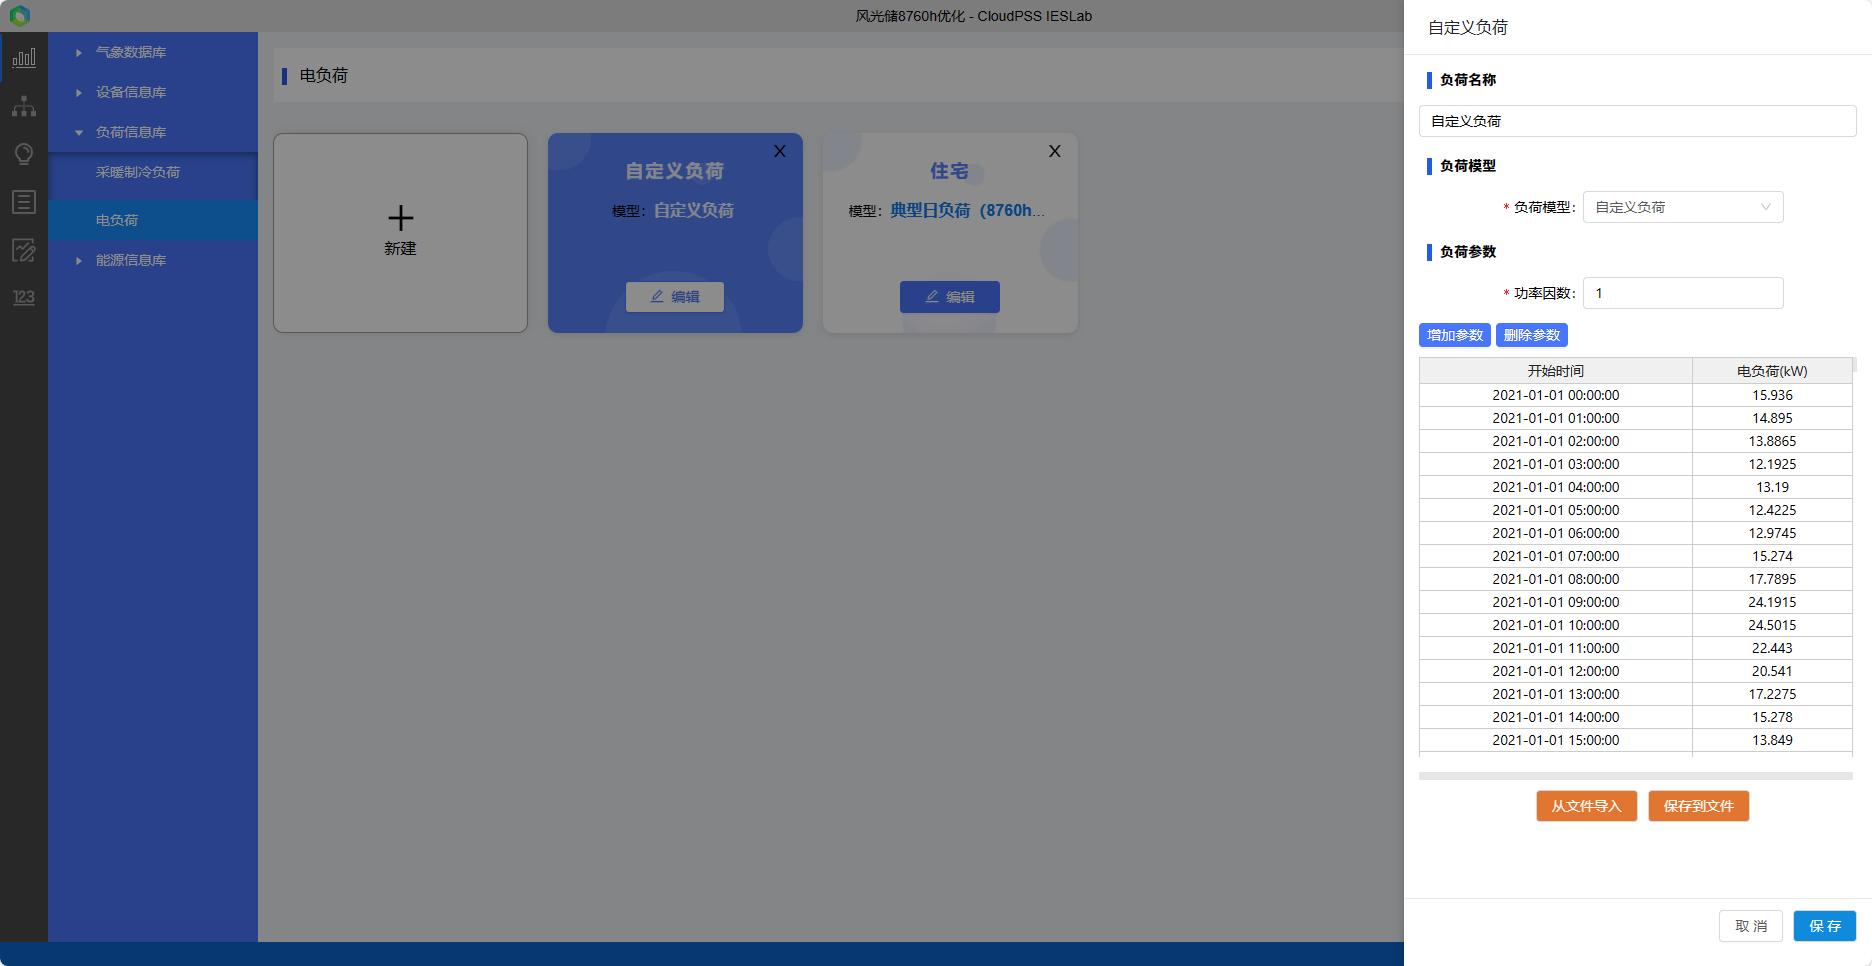 风光储8760h优化 - CloudPSS IESLab
气象数据库
设备信息库
负荷信息库
采暖制冷负荷
电负荷
能源信息库
123
电负荷
新建
X
自定义负荷
模型：自定义负荷
编辑
X
住宅
模型：典型日负荷（8760h...
编辑
自定义负荷
负荷名称
自定义负荷
负荷模型
* 负荷模型： 自定义负荷
负荷参数
* 功率因数： 1
增加参数 删除参数
开始时间 电负荷(kW)
2021-01-01 00:00:00 15.936
2021-01-01 01:00:00 14.895
2021-01-01 02:00:00 13.8865
2021-01-01 03:00:00 12.1925
2021-01-01 04:00:00 13.19
2021-01-01 05:00:00 12.4225
2021-01-01 06:00:00 12.9745
2021-01-01 07:00:00 15.274
2021-01-01 08:00:00 17.7895
2021-01-01 09:00:00 24.1915
2021-01-01 10:00:00 24.5015
2021-01-01 11:00:00 22.443
2021-01-01 12:00:00 20.541
2021-01-01 13:00:00 17.2275
2021-01-01 14:00:00 15.278
2021-01-01 15:00:00 13.849
从文件导入 保存到文件
取 消 保 存